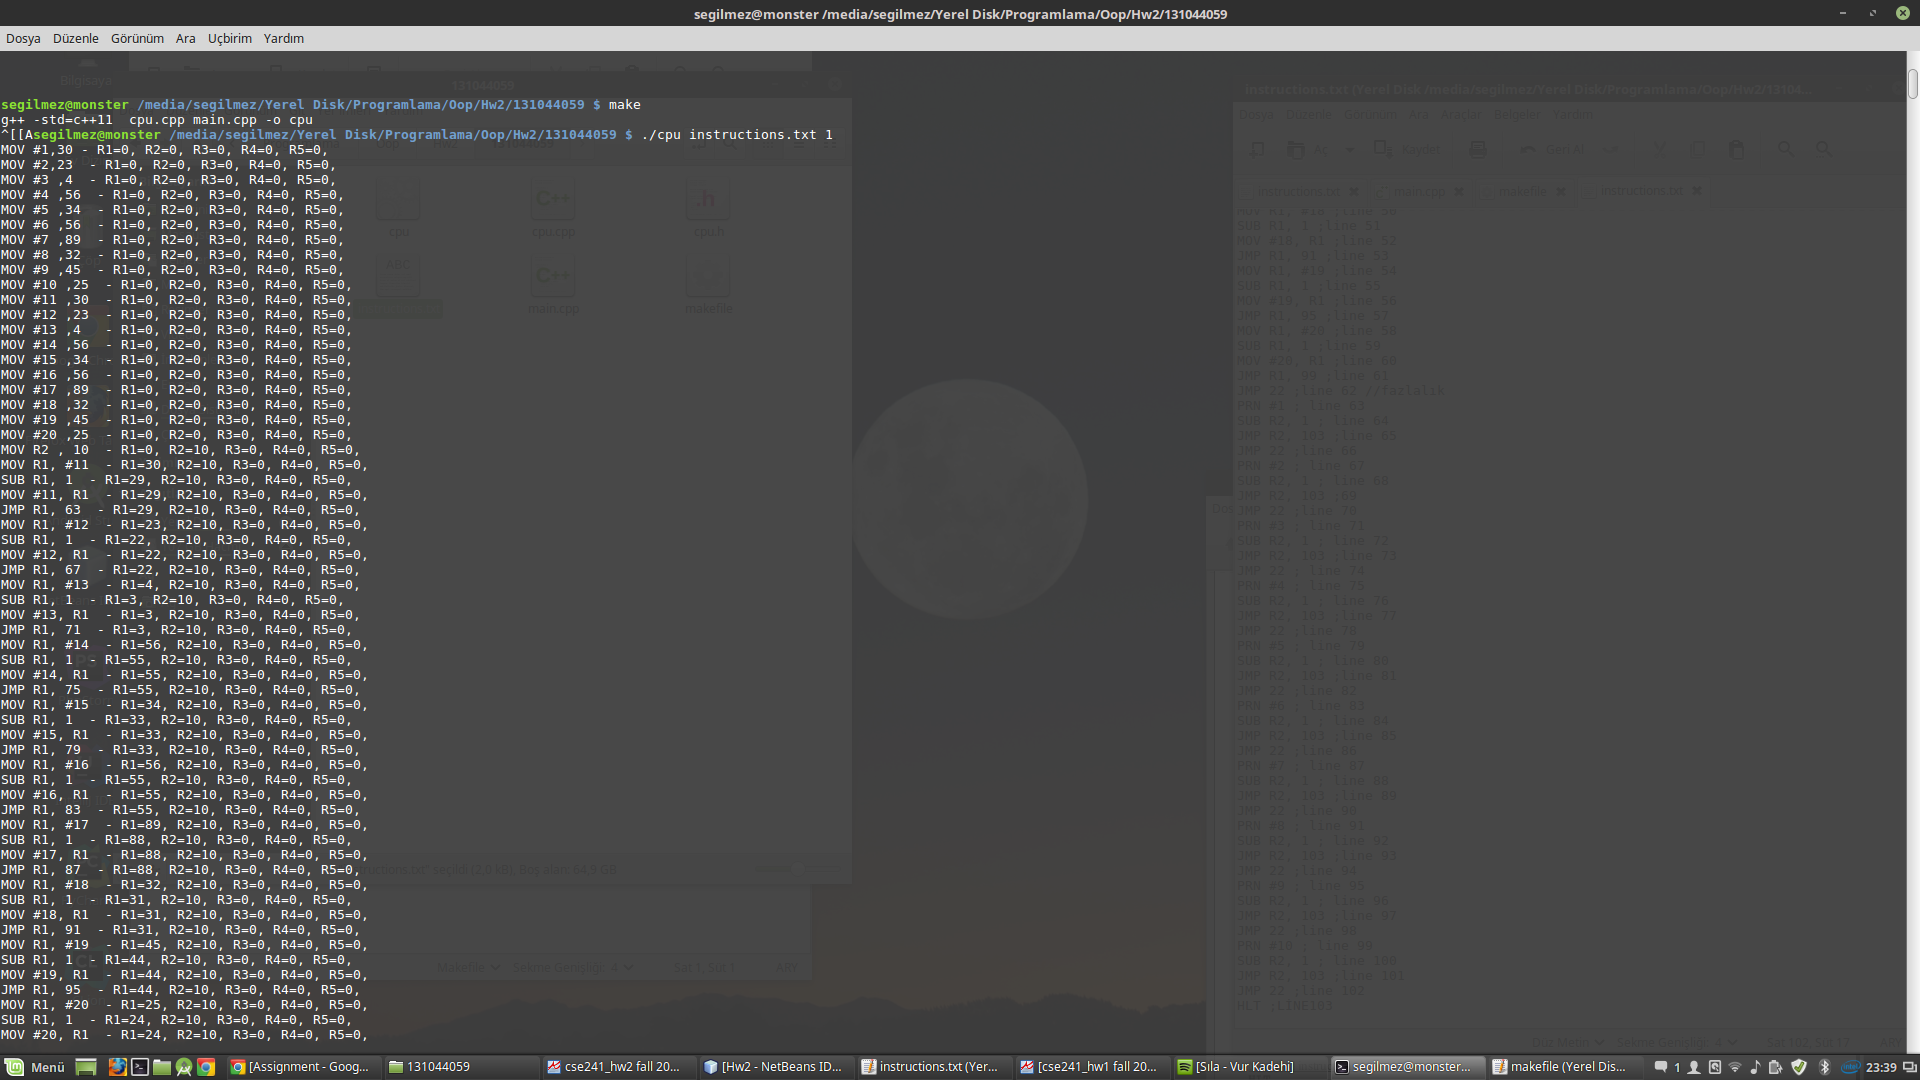 segilmez@monster /media/segilmez/Yerel Disk/Programlama/Oop/Hw2/131044059
Dosya Düzenle Görünüm Ara Uçbirim Yardım
segilmez@monster /media/segilmez/Yerel Disk/Programlama/Oop/Hw2/131044059 $ make
g++ -std=c++11  cpu.cpp main.cpp -o cpu
^[[Asegilmez@monster /media/segilmez/Yerel Disk/Programlama/Oop/Hw2/131044059 $ ./cpu instructions.txt 1
MOV #1,30 - R1=0, R2=0, R3=0, R4=0, R5=0,
MOV #2,23  - R1=0, R2=0, R3=0, R4=0, R5=0,
MOV #3 ,4  - R1=0, R2=0, R3=0, R4=0, R5=0,
MOV #4 ,56  - R1=0, R2=0, R3=0, R4=0, R5=0,
MOV #5 ,34  - R1=0, R2=0, R3=0, R4=0, R5=0,
MOV #6 ,56  - R1=0, R2=0, R3=0, R4=0, R5=0,
MOV #7 ,89  - R1=0, R2=0, R3=0, R4=0, R5=0,
MOV #8 ,32  - R1=0, R2=0, R3=0, R4=0, R5=0,
MOV #9 ,45  - R1=0, R2=0, R3=0, R4=0, R5=0,
MOV #10 ,25  - R1=0, R2=0, R3=0, R4=0, R5=0,
MOV #11 ,30  - R1=0, R2=0, R3=0, R4=0, R5=0,
MOV #12 ,23  - R1=0, R2=0, R3=0, R4=0, R5=0,
MOV #13 ,4   - R1=0, R2=0, R3=0, R4=0, R5=0,
MOV #14 ,56  - R1=0, R2=0, R3=0, R4=0, R5=0,
MOV #15 ,34  - R1=0, R2=0, R3=0, R4=0, R5=0,
MOV #16 ,56  - R1=0, R2=0, R3=0, R4=0, R5=0,
MOV #17 ,89  - R1=0, R2=0, R3=0, R4=0, R5=0,
MOV #18 ,32  - R1=0, R2=0, R3=0, R4=0, R5=0,
MOV #19 ,45  - R1=0, R2=0, R3=0, R4=0, R5=0,
MOV #20 ,25  - R1=0, R2=0, R3=0, R4=0, R5=0,
MOV R2 , 10  - R1=0, R2=10, R3=0, R4=0, R5=0,
MOV R1, #11  - R1=30, R2=10, R3=0, R4=0, R5=0,
SUB R1, 1  - R1=29, R2=10, R3=0, R4=0, R5=0,
MOV #11, R1  - R1=29, R2=10, R3=0, R4=0, R5=0,
JMP R1, 63  - R1=29, R2=10, R3=0, R4=0, R5=0,
MOV R1, #12  - R1=23, R2=10, R3=0, R4=0, R5=0,
SUB R1, 1  - R1=22, R2=10, R3=0, R4=0, R5=0,
MOV #12, R1  - R1=22, R2=10, R3=0, R4=0, R5=0,
JMP R1, 67  - R1=22, R2=10, R3=0, R4=0, R5=0,
MOV R1, #13  - R1=4, R2=10, R3=0, R4=0, R5=0,
SUB R1, 1  - R1=3, R2=10, R3=0, R4=0, R5=0,
MOV #13, R1  - R1=3, R2=10, R3=0, R4=0, R5=0,
JMP R1, 71  - R1=3, R2=10, R3=0, R4=0, R5=0,
MOV R1, #14  - R1=56, R2=10, R3=0, R4=0, R5=0,
SUB R1, 1  - R1=55, R2=10, R3=0, R4=0, R5=0,
MOV #14, R1  - R1=55, R2=10, R3=0, R4=0, R5=0,
JMP R1, 75  - R1=55, R2=10, R3=0, R4=0, R5=0,
MOV R1, #15  - R1=34, R2=10, R3=0, R4=0, R5=0,
SUB R1, 1  - R1=33, R2=10, R3=0, R4=0, R5=0,
MOV #15, R1  - R1=33, R2=10, R3=0, R4=0, R5=0,
JMP R1, 79  - R1=33, R2=10, R3=0, R4=0, R5=0,
MOV R1, #16  - R1=56, R2=10, R3=0, R4=0, R5=0,
SUB R1, 1  - R1=55, R2=10, R3=0, R4=0, R5=0,
MOV #16, R1  - R1=55, R2=10, R3=0, R4=0, R5=0,
JMP R1, 83  - R1=55, R2=10, R3=0, R4=0, R5=0,
MOV R1, #17  - R1=89, R2=10, R3=0, R4=0, R5=0,
SUB R1, 1  - R1=88, R2=10, R3=0, R4=0, R5=0,
MOV #17, R1  - R1=88, R2=10, R3=0, R4=0, R5=0,
JMP R1, 87  - R1=88, R2=10, R3=0, R4=0, R5=0,
MOV R1, #18  - R1=32, R2=10, R3=0, R4=0, R5=0,
SUB R1, 1  - R1=31, R2=10, R3=0, R4=0, R5=0,
MOV #18, R1  - R1=31, R2=10, R3=0, R4=0, R5=0,
JMP R1, 91  - R1=31, R2=10, R3=0, R4=0, R5=0,
MOV R1, #19  - R1=45, R2=10, R3=0, R4=0, R5=0,
SUB R1, 1  - R1=44, R2=10, R3=0, R4=0, R5=0,
MOV #19, R1  - R1=44, R2=10, R3=0, R4=0, R5=0,
JMP R1, 95  - R1=44, R2=10, R3=0, R4=0, R5=0,
MOV R1, #20  - R1=25, R2=10, R3=0, R4=0, R5=0,
SUB R1, 1  - R1=24, R2=10, R3=0, R4=0, R5=0,
MOV #20, R1  - R1=24, R2=10, R3=0, R4=0, R5=0,
Menü [Assignment - Goog... 131044059 cse241_hw2 fall 20... [Hw2 - NetBeans ID... instructions.txt (Yer... [cse241_hw1 fall 20... [Sıla - Vur Kadehi] segilmez@monster... makefile (Yerel Dis... 1 23:39